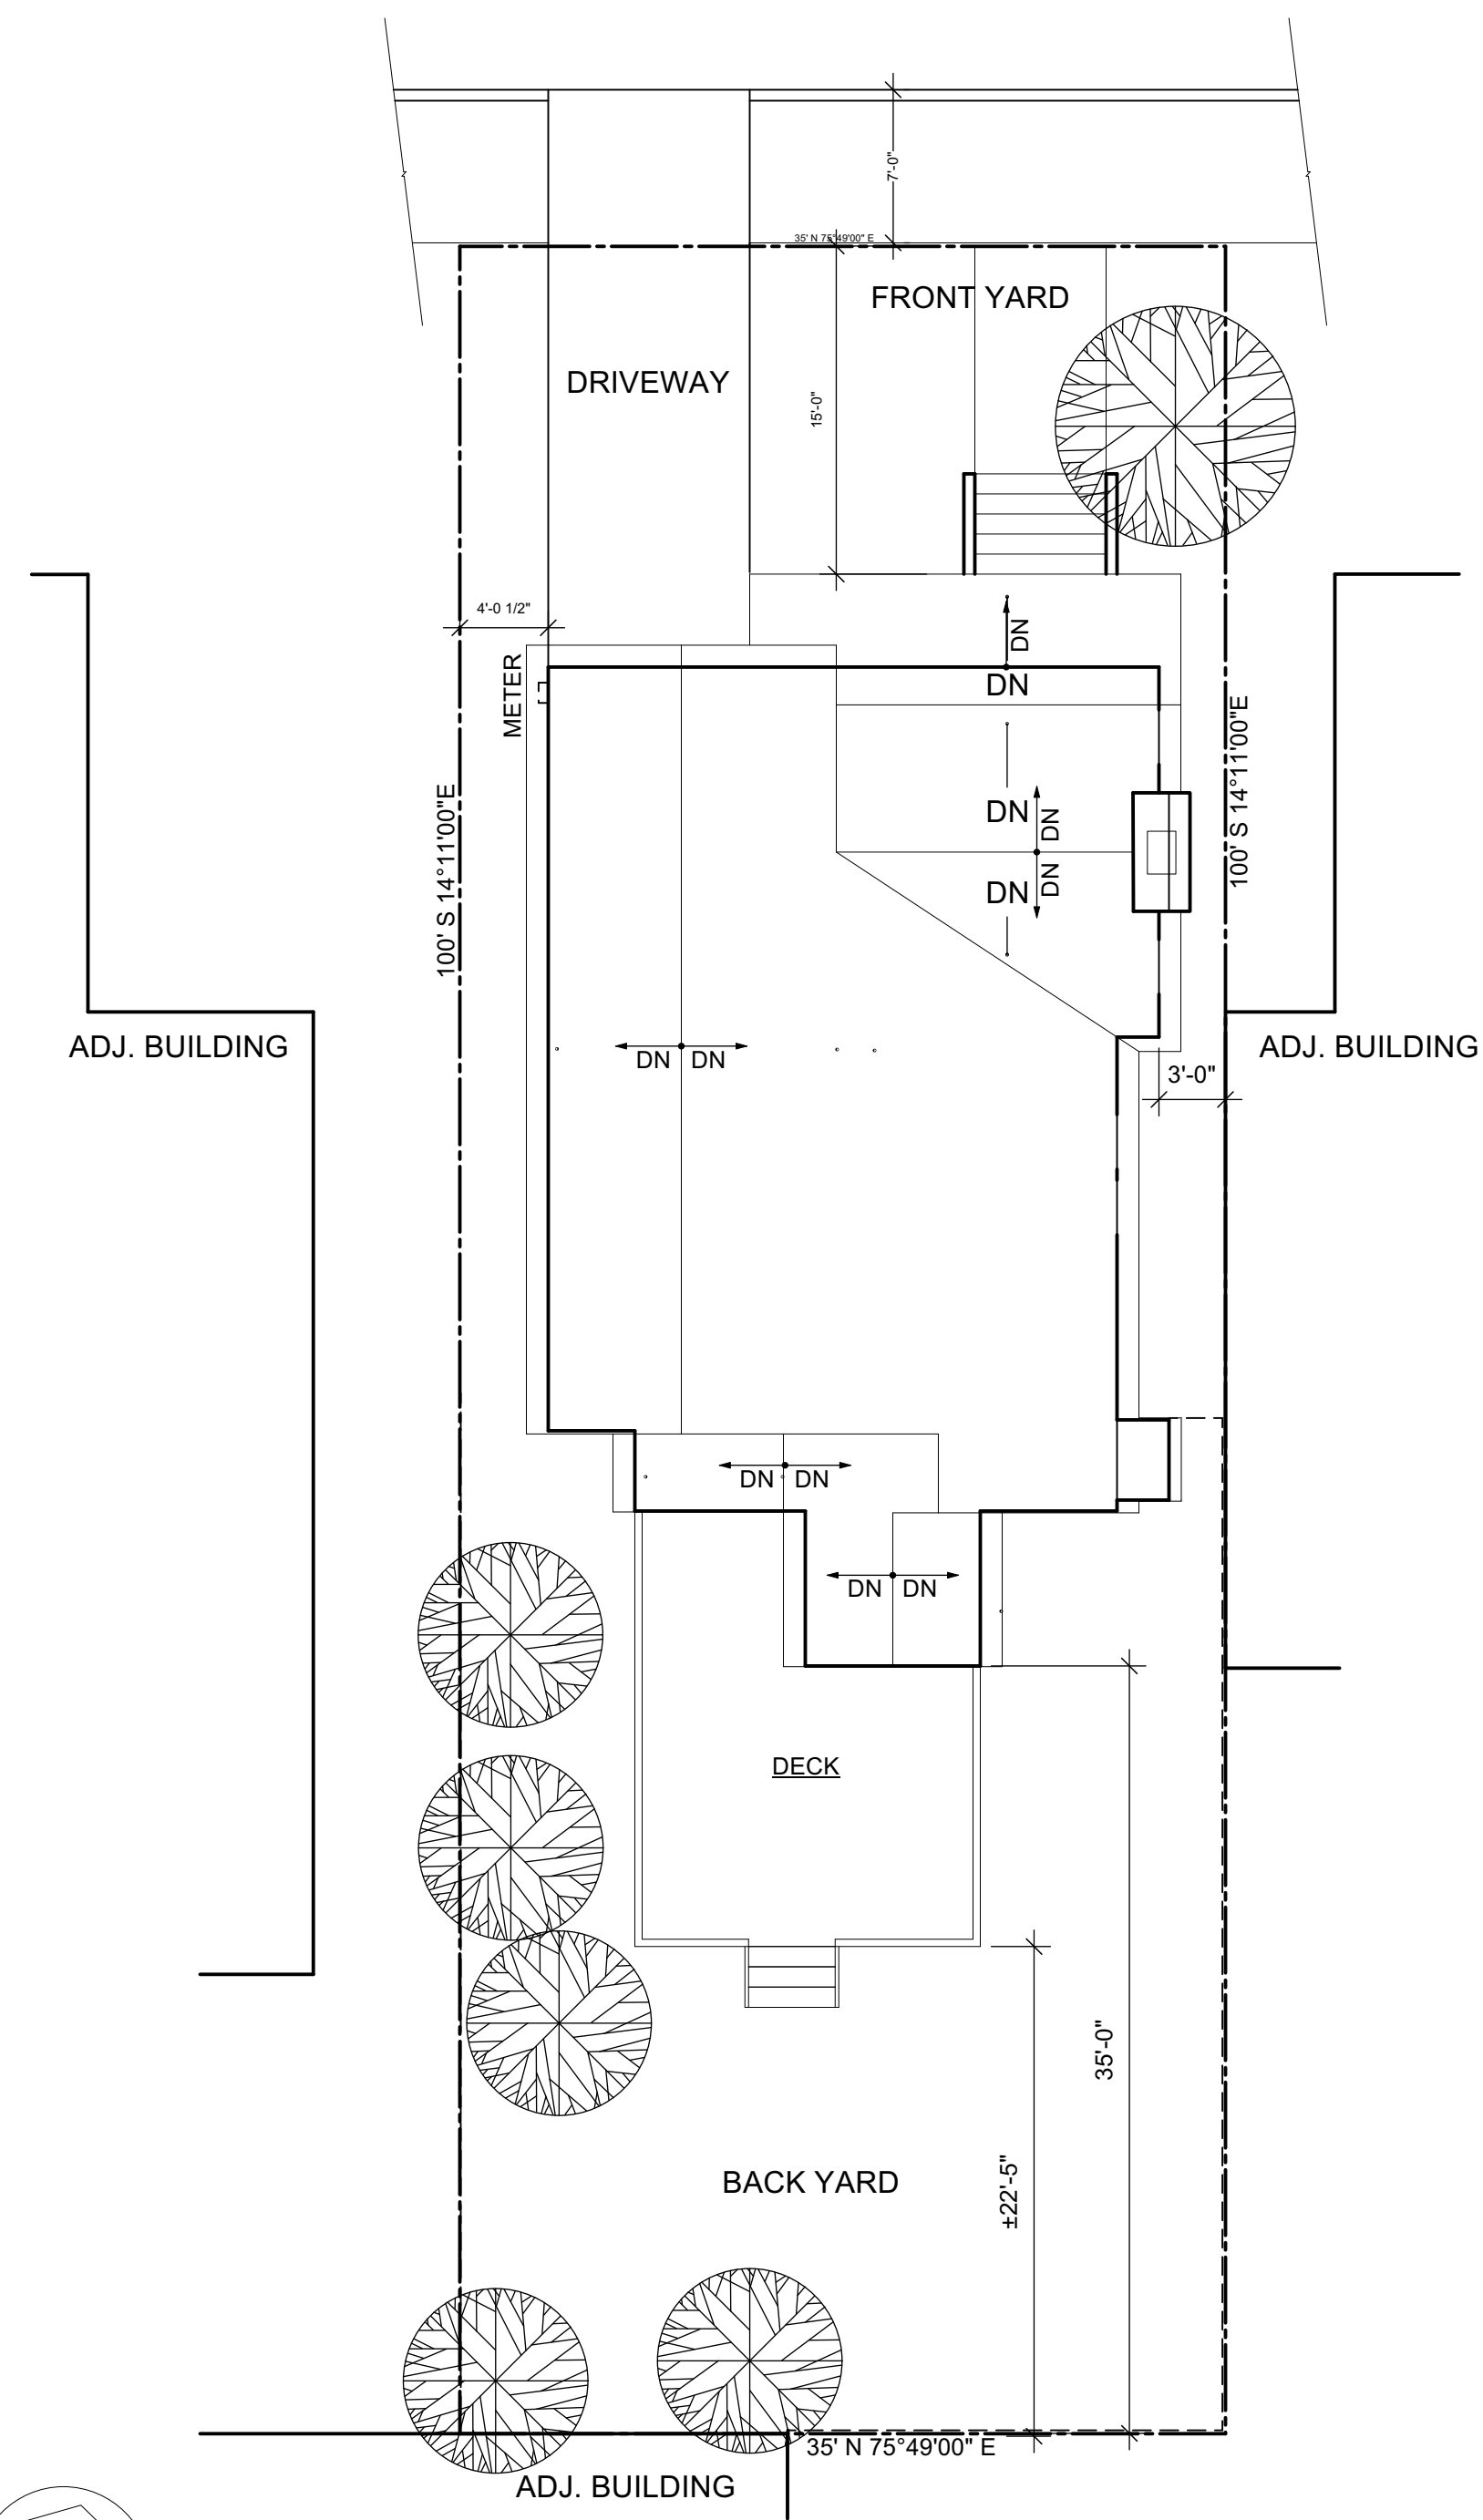 7'-0"
35' N 75°49'00" E
FRONT YARD
DRIVEWAY
15'-0"
4'-0 1/2"
DN
METER
DN
100' S 14°11'00"E
100' S 14°11'00"E
DN
DN
DN
DN
ADJ. BUILDING
DN
DN
ADJ. BUILDING
3'-0"
DN
DN
DN
DN
DECK
35'-0"
±22'-5"
BACK YARD
35' N 75°49'00" E
ADJ. BUILDING